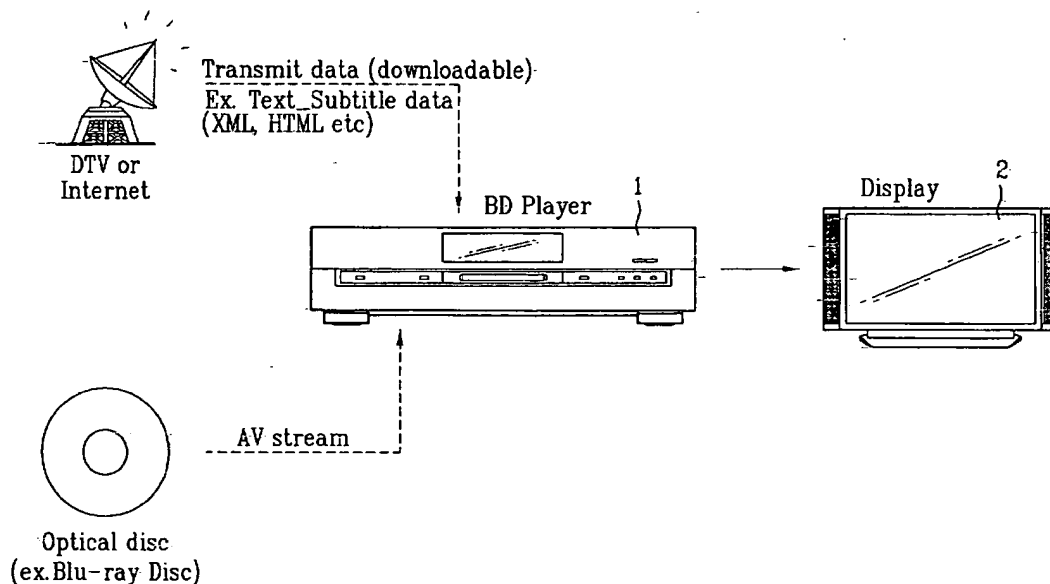 Transmit data (downloadable)
Ex. Text_Subtitle data
(XML, HTML etc)
DTV or
Internet
BD Player
1
Display
2
AV stream
Optical disc
(ex.Blu-ray Disc)